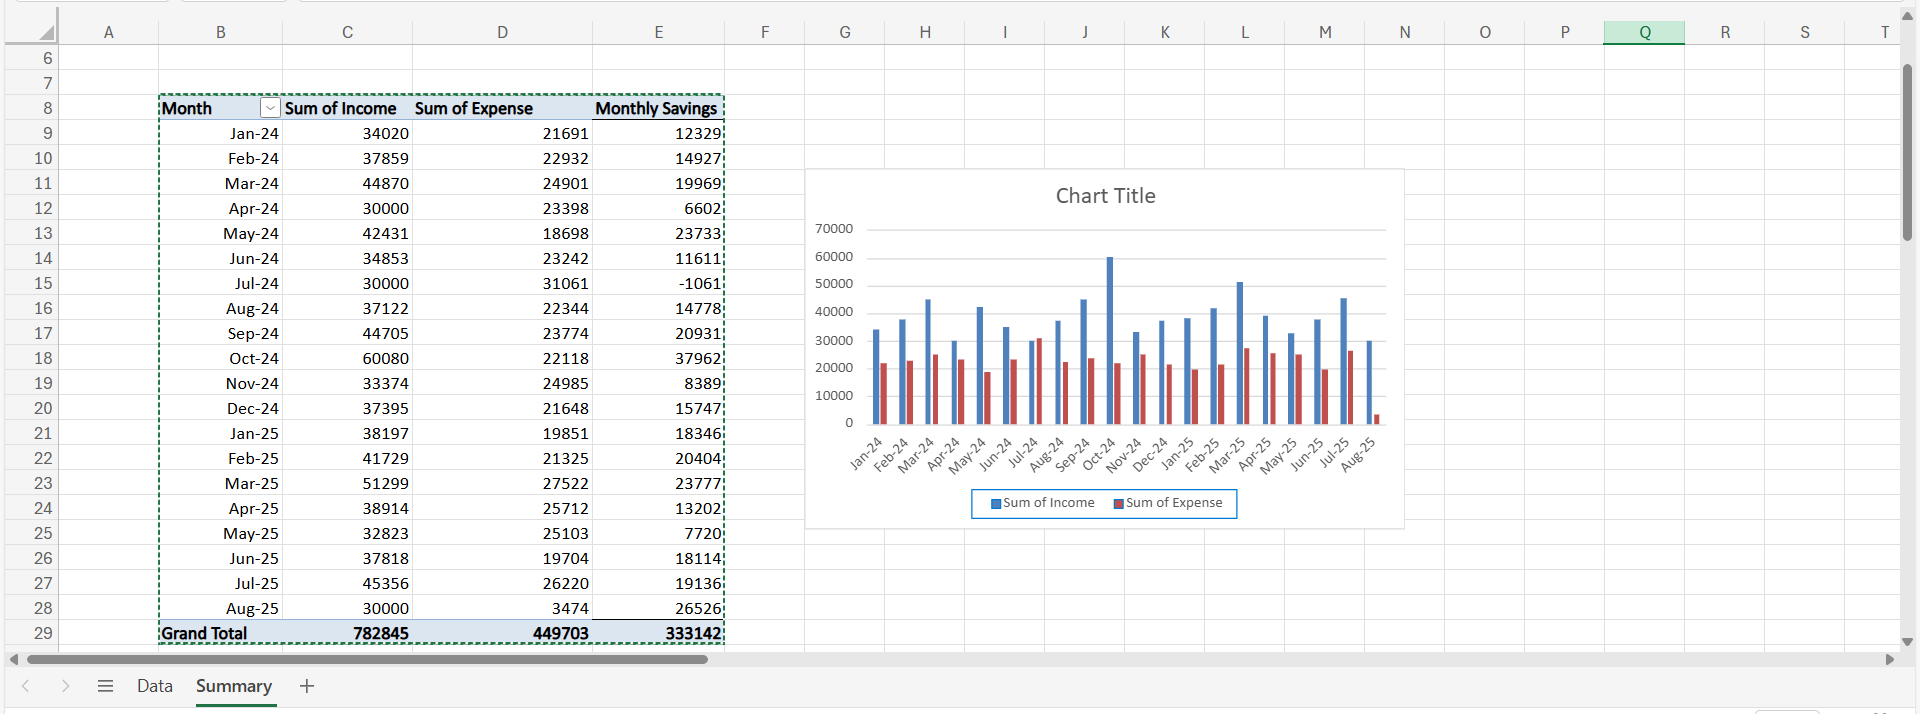 A B C D E F G H I J K L M N O P Q R S T
6
7
8 Month Sum of Income Sum of Expense Monthly Savings
9 Jan-24 34020 21691 12329
10 Feb-24 37859 22932 14927
11 Mar-24 44870 24901 19969
12 Apr-24 30000 23398 6602
13 May-24 42431 18698 23733
14 Jun-24 34853 23242 11611
15 Jul-24 30000 31061 -1061
16 Aug-24 37122 22344 14778
17 Sep-24 44705 23774 20931
18 Oct-24 60080 22118 37962
19 Nov-24 33374 24985 8389
20 Dec-24 37395 21648 15747
21 Jan-25 38197 19851 18346
22 Feb-25 41729 21325 20404
23 Mar-25 51299 27522 23777
24 Apr-25 38914 25712 13202
25 May-25 32823 25103 7720
26 Jun-25 37818 19704 18114
27 Jul-25 45356 26220 19136
28 Aug-25 30000 3474 26526
29 Grand Total 782845 449703 333142
Chart Title
70000
60000
50000
40000
30000
20000
10000
0
Jan-24 Feb-24 Mar-24 Apr-24 May-24 Jun-24 Jul-24 Aug-24 Sep-24 Oct-24 Nov-24 Dec-24 Jan-25 Feb-25 Mar-25 Apr-25 May-25 Jun-25 Jul-25 Aug-25
Sum of Income Sum of Expense
Data Summary